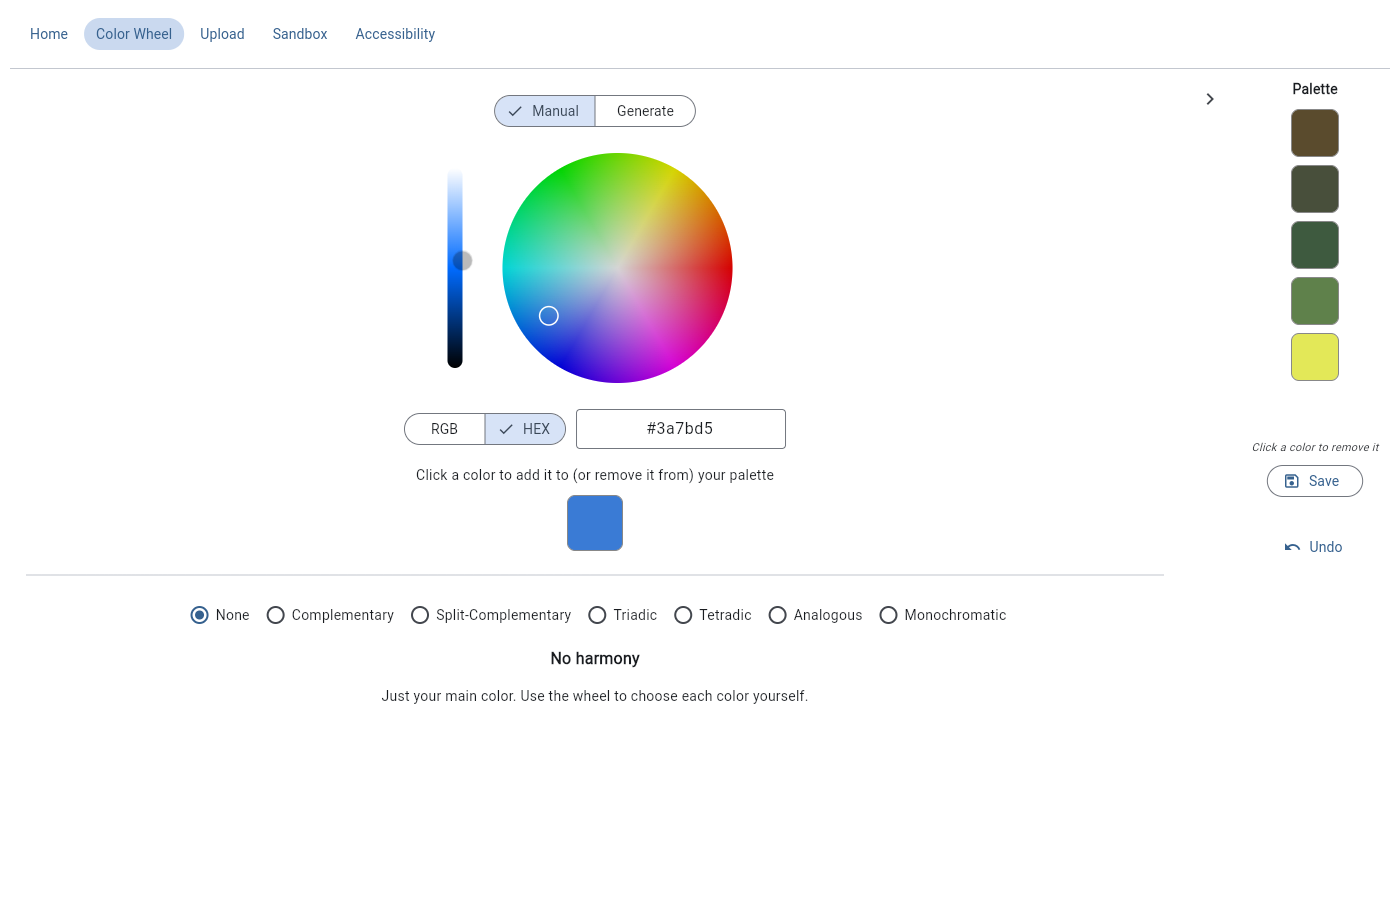 Home Color Wheel Upload Sandbox Accessibility
Manual Generate
Palette
RGB HEX #3a7bd5
Click a color to add it to (or remove it from) your palette
Click a color to remove it
Save
Undo
None Complementary Split-Complementary Triadic Tetradic Analogous Monochromatic
No harmony
Just your main color. Use the wheel to choose each color yourself.